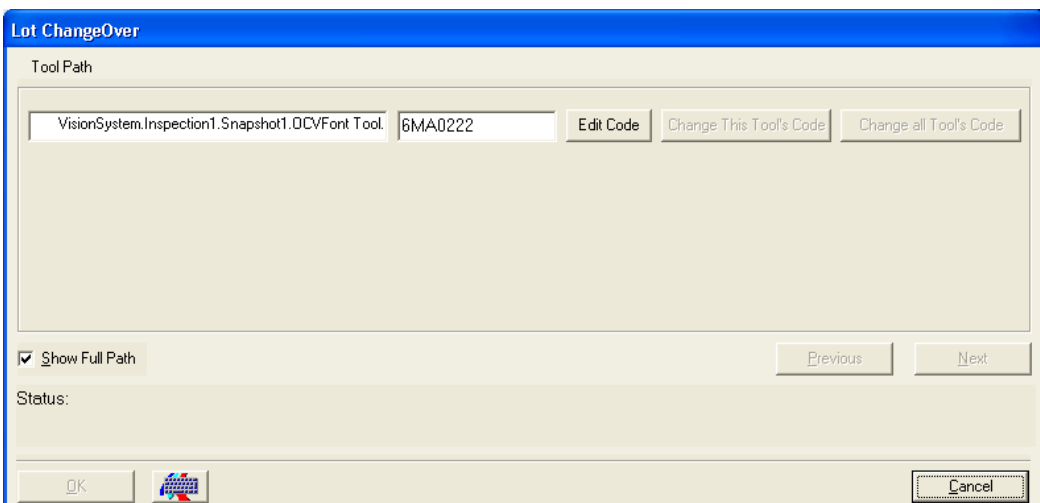 Lot ChangeOver
Tool Path
VisionSystem.Inspection1.Snapshot1.OCVFont Tool. 6MA0222 Edit Code Change This Tool's Code Change all Tool's Code
Show Full Path Previous Next
Status:
OK Cancel